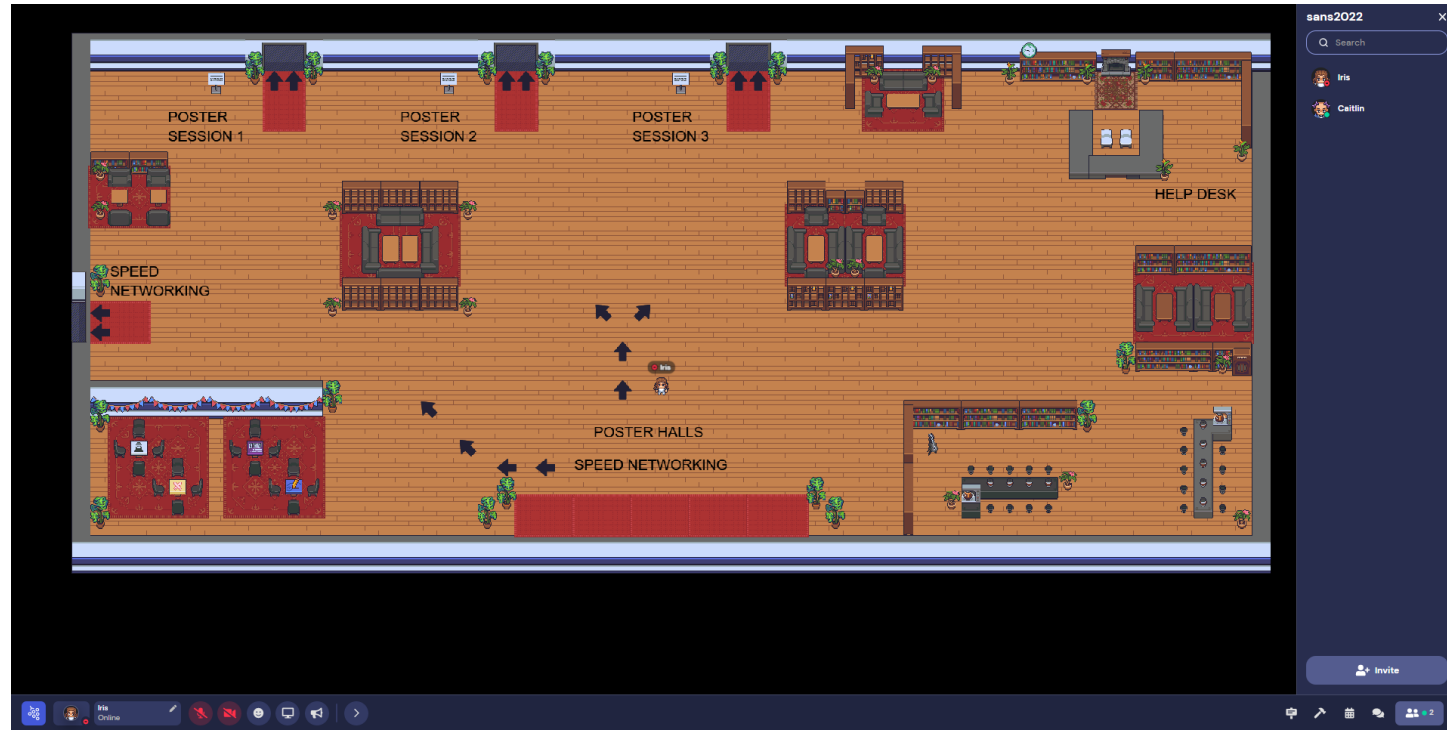 sans2022
Search
Iris
Caitlin
POSTER
SESSION 1
POSTER
SESSION 2
POSTER
SESSION 3
HELP DESK
SPEED
NETWORKING
Iris
POSTER HALLS
SPEED NETWORKING
Invite
Iris
Online
2